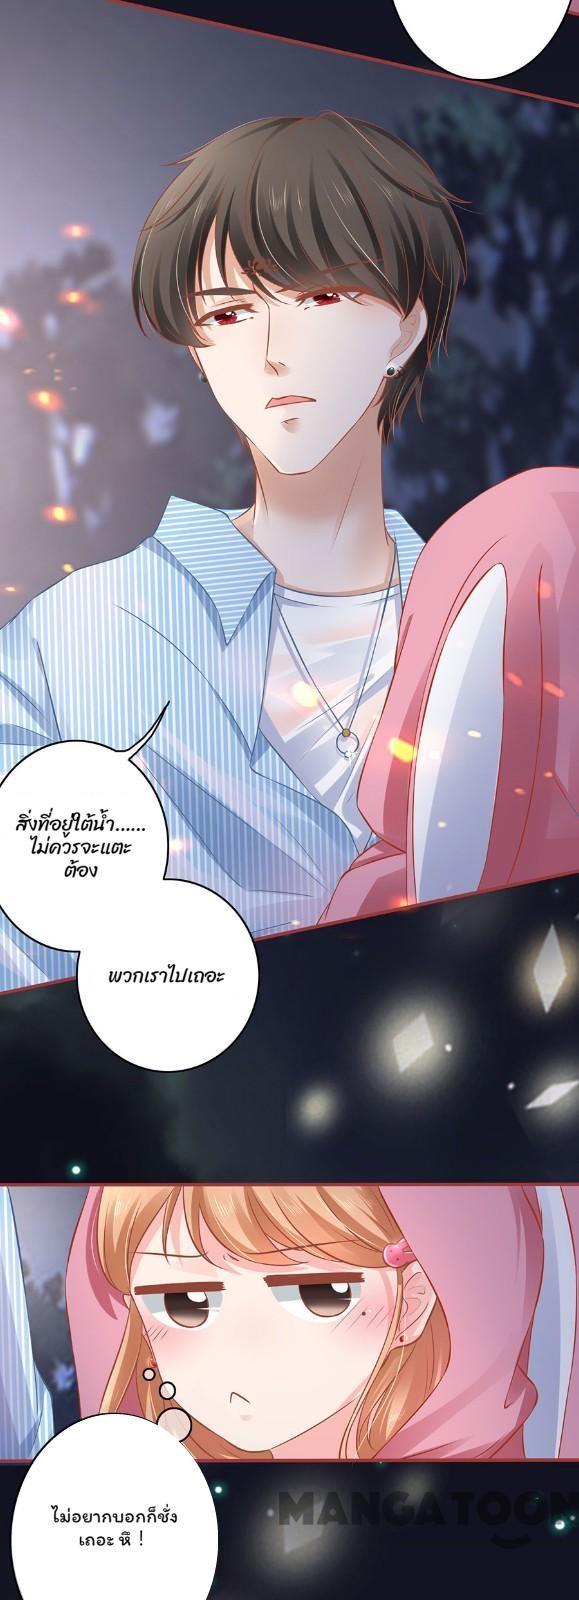 สิ่งที่อยู่ใต้น้ำ......
ไม่ควรจะแตะ
ต้อง
พวกเราไปเถอะ
ไม่อยากบอกก็ชั่ง
เถอะ หึ !
MANGATOON